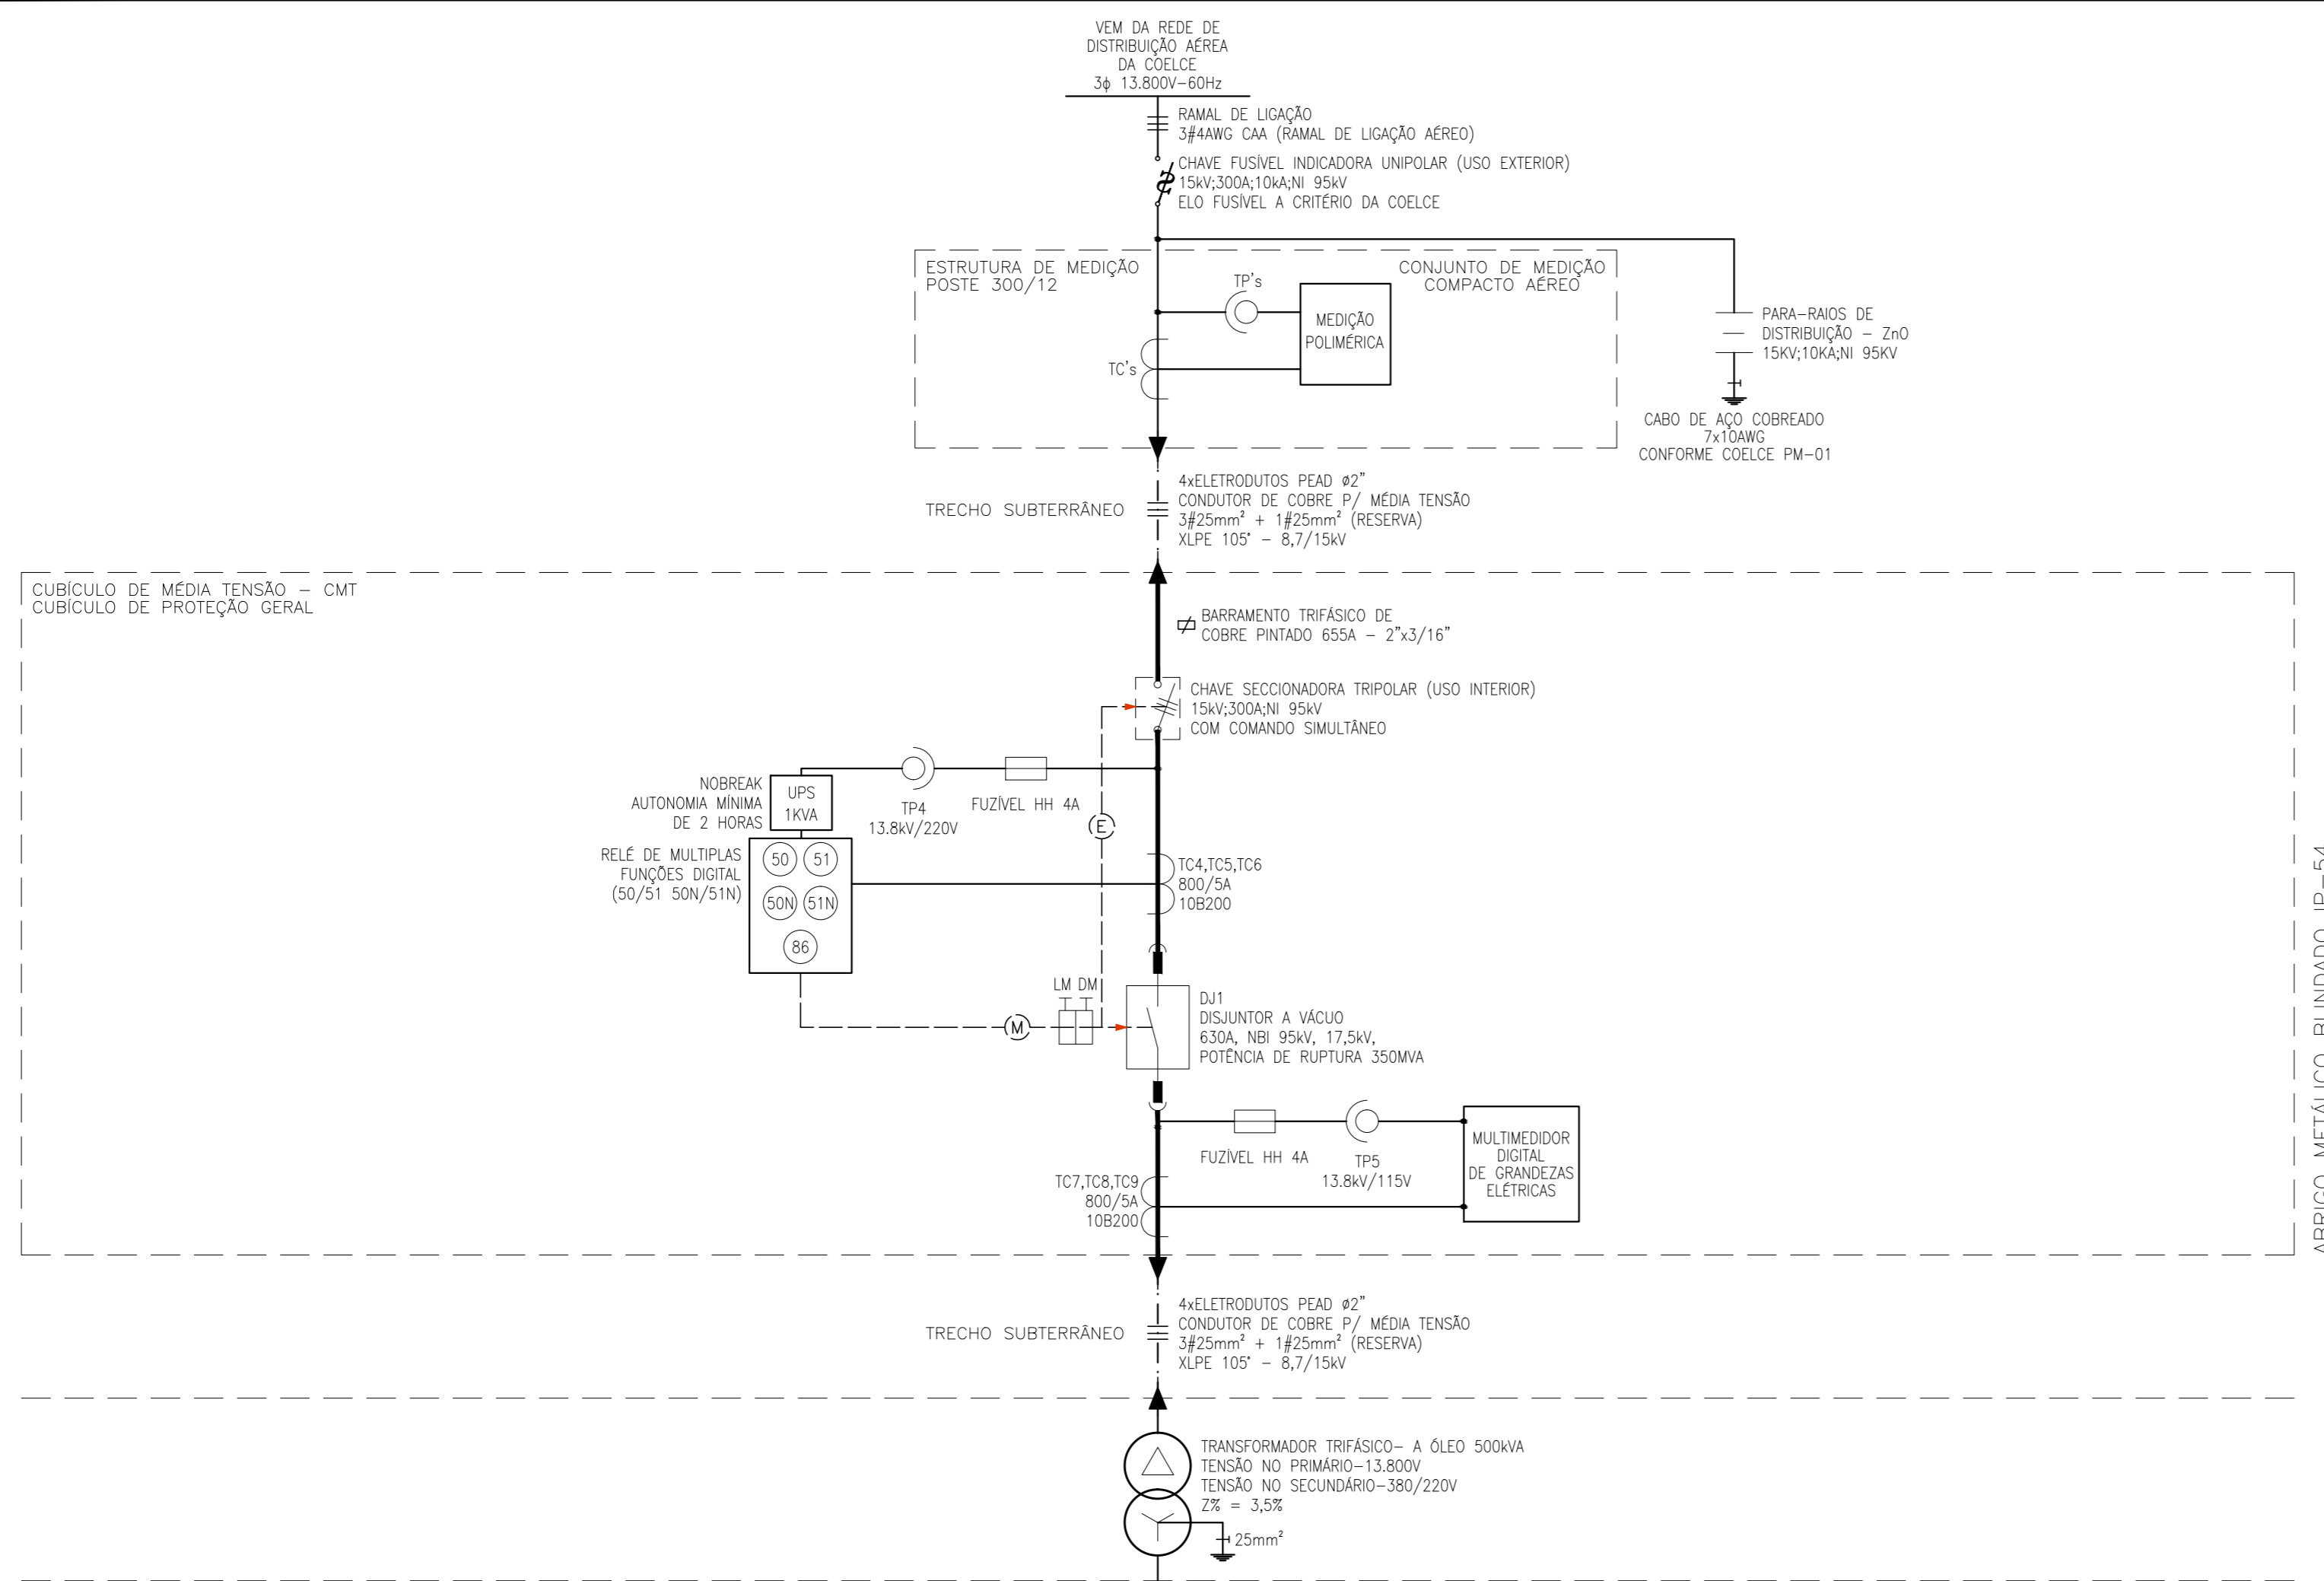 VEM DA REDE DE
DISTRIBUIÇÃO AÉREA
DA COELCE
3ϕ 13.800V-60Hz
RAMAL DE LIGAÇÃO
3#4AWG CAA (RAMAL DE LIGAÇÃO AÉREO)
CHAVE FUSÍVEL INDICADORA UNIPOLAR (USO EXTERIOR)
15kV;300A;10kA;NI 95kV
ELO FUSÍVEL A CRITÉRIO DA COELCE
ESTRUTURA DE MEDIÇÃO
POSTE 300/12
CONJUNTO DE MEDIÇÃO
COMPACTO AÉREO
TP's
MEDIÇÃO
POLIMÉRICA
TC's
PARA-RAIOS DE
DISTRIBUIÇÃO - ZnO
15KV;10KA;NI 95KV
CABO DE AÇO COBREADO
7x10AWG
CONFORME COELCE PM-01
TRECHO SUBTERRÂNEO
4xELETRODUTOS PEAD ø2"
CONDUTOR DE COBRE P/ MÉDIA TENSÃO
3#25mm² + 1#25mm² (RESERVA)
XLPE 105° - 8,7/15kV
CUBÍCULO DE MÉDIA TENSÃO - CMT
CUBÍCULO DE PROTEÇÃO GERAL
BARRAMENTO TRIFÁSICO DE
COBRE PINTADO 655A - 2"x3/16"
CHAVE SECCIONADORA TRIPOLAR (USO INTERIOR)
15kV;300A;NI 95kV
COM COMANDO SIMULTÂNEO
NOBREAK
AUTONOMIA MÍNIMA
DE 2 HORAS
UPS
1KVA
TP4
13.8kV/220V
FUZÍVEL HH 4A
E
RELÉ DE MULTIPLAS
FUNÇÕES DIGITAL
(50/51 50N/51N)
50 51
50N 51N
86
TC4,TC5,TC6
800/5A
10B200
LM DM
M
DJ1
DISJUNTOR A VÁCUO
630A, NBI 95kV, 17,5kV,
POTÊNCIA DE RUPTURA 350MVA
FUZÍVEL HH 4A
TP5
13.8kV/115V
MULTIMEDIDOR
DIGITAL
DE GRANDEZAS
ELÉTRICAS
TC7,TC8,TC9
800/5A
10B200
ABRIGO METÁLICO BLINDADO IP-54
TRECHO SUBTERRÂNEO
4xELETRODUTOS PEAD ø2"
CONDUTOR DE COBRE P/ MÉDIA TENSÃO
3#25mm² + 1#25mm² (RESERVA)
XLPE 105° - 8,7/15kV
TRANSFORMADOR TRIFÁSICO- A ÓLEO 500kVA
TENSÃO NO PRIMÁRIO-13.800V
TENSÃO NO SECUNDÁRIO-380/220V
Z% = 3,5%
25mm²